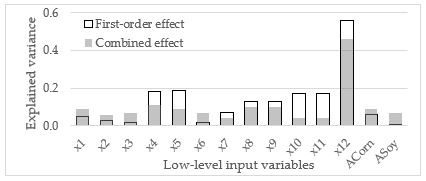 Explained variance
0.6
0.4
0.2
0.0
First-order effect
Combined effect
x1 x2 x3 x4 x5 x6 x7 x8 x9 x10 x11 x12 ACorn ASoy
Low-level input variables